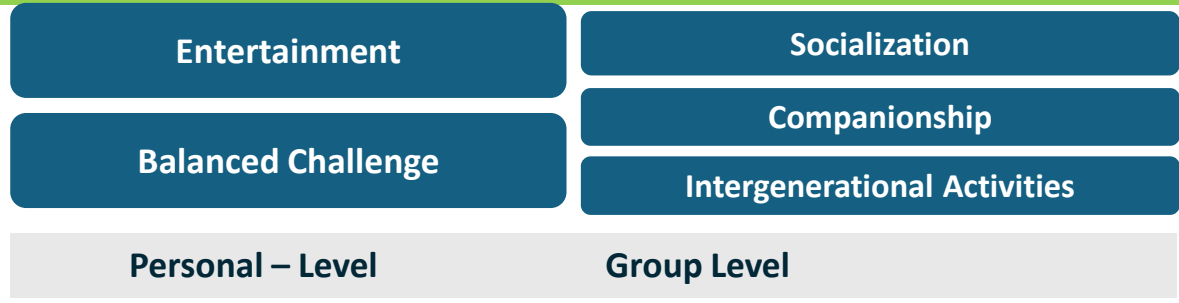 Entertainment
Balanced Challenge
Socialization
Companionship
Intergenerational Activities
Personal – Level
Group Level